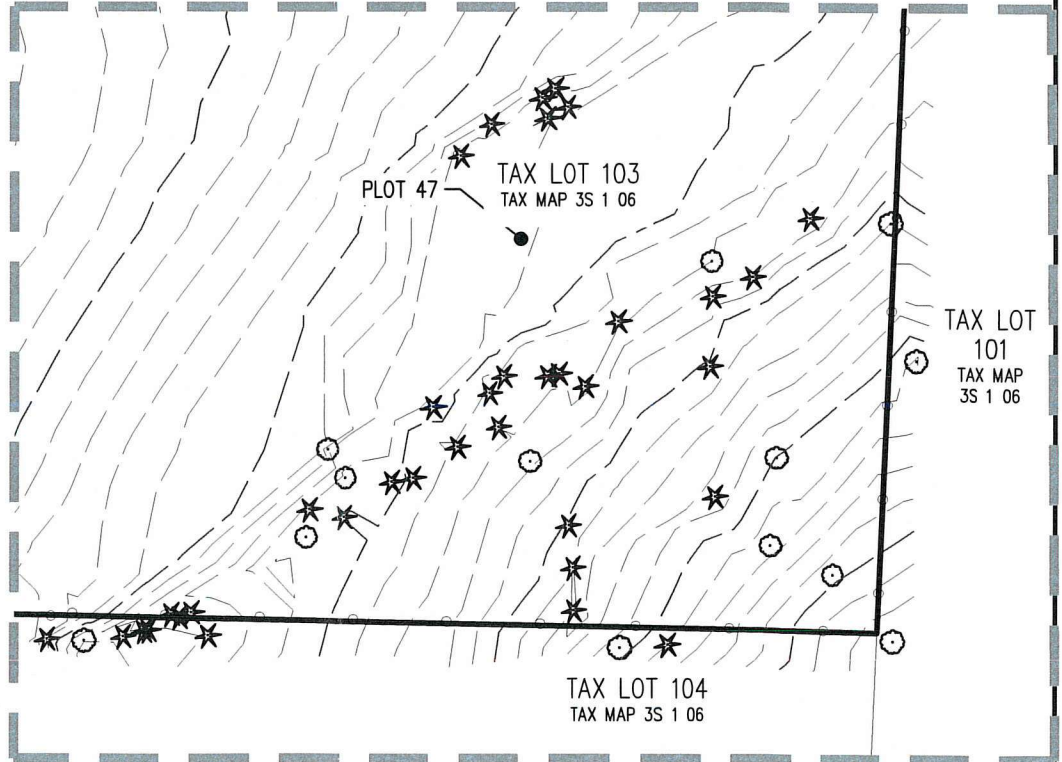 PLOT 47
TAX LOT 103
TAX MAP 3S 1 06
TAX LOT
101
TAX MAP
3S 1 06
TAX LOT 104
TAX MAP 3S 1 06